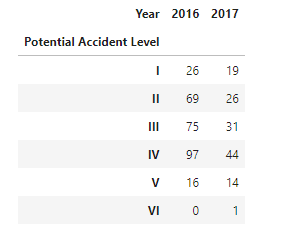 Year 2016 2017
Potential Accident Level
I 26 19
II 69 26
III 75 31
IV 97 44
V 16 14
VI 0 1